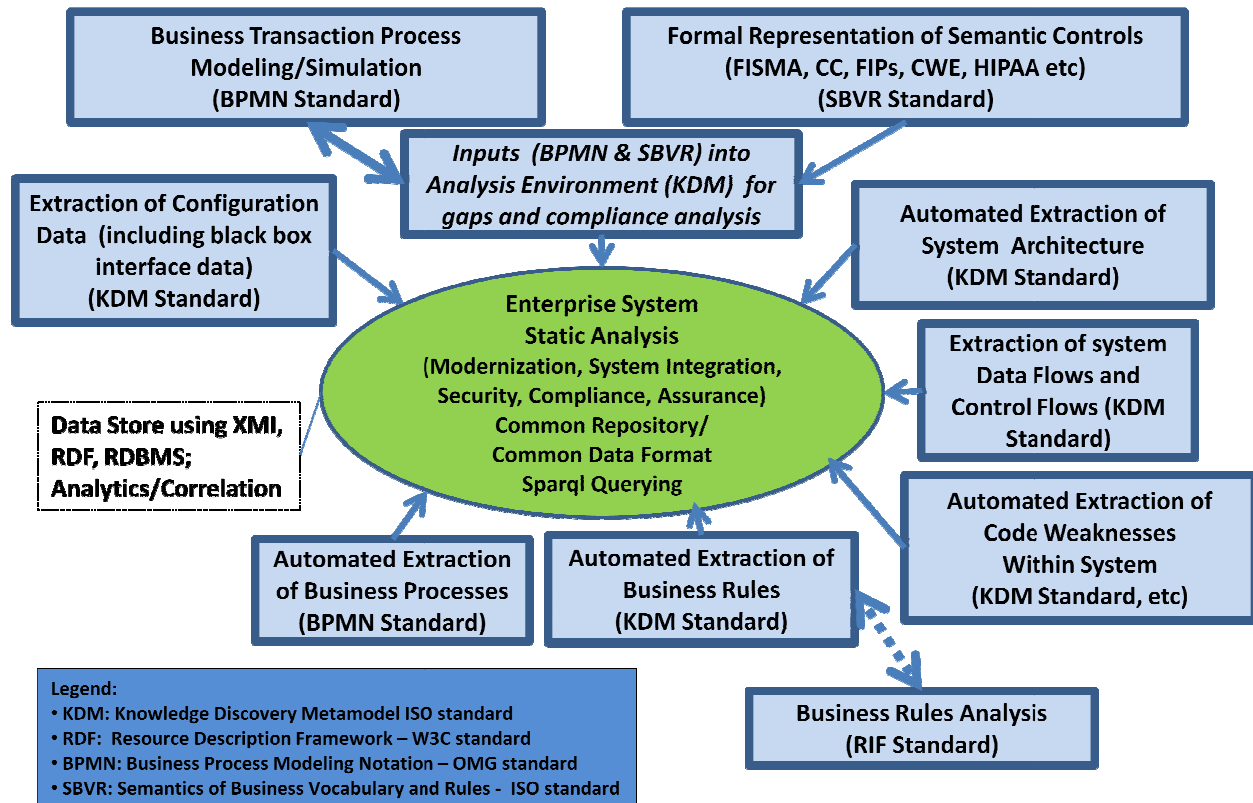 Business Transaction Process
Modeling/Simulation
(BPMN Standard)
Formal Representation of Semantic Controls
(FISMA, CC, FIPs, CWE, HIPAA etc)
(SBVR Standard)
Inputs (BPMN & SBVR) into
Analysis Environment (KDM) for
gaps and compliance analysis
Extraction of Configuration
Data (including black box
interface data)
(KDM Standard)
Automated Extraction of
System Architecture
(KDM Standard)
Enterprise System
Static Analysis
(Modernization, System Integration,
Security, Compliance, Assurance)
Common Repository/
Common Data Format
Sparql Querying
Extraction of system
Data Flows and
Control Flows (KDM
Standard)
Data Store using XMI,
RDF, RDBMS;
Analytics/Correlation
Automated Extraction of
Code Weaknesses
Within System
(KDM Standard, etc)
Automated Extraction
of Business Processes
(BPMN Standard)
Automated Extraction of
Business Rules
(KDM Standard)
Business Rules Analysis
(RIF Standard)
Legend:
• KDM: Knowledge Discovery Metamodel ISO standard
• RDF: Resource Description Framework – W3C standard
• BPMN: Business Process Modeling Notation – OMG standard
• SBVR: Semantics of Business Vocabulary and Rules - ISO standard